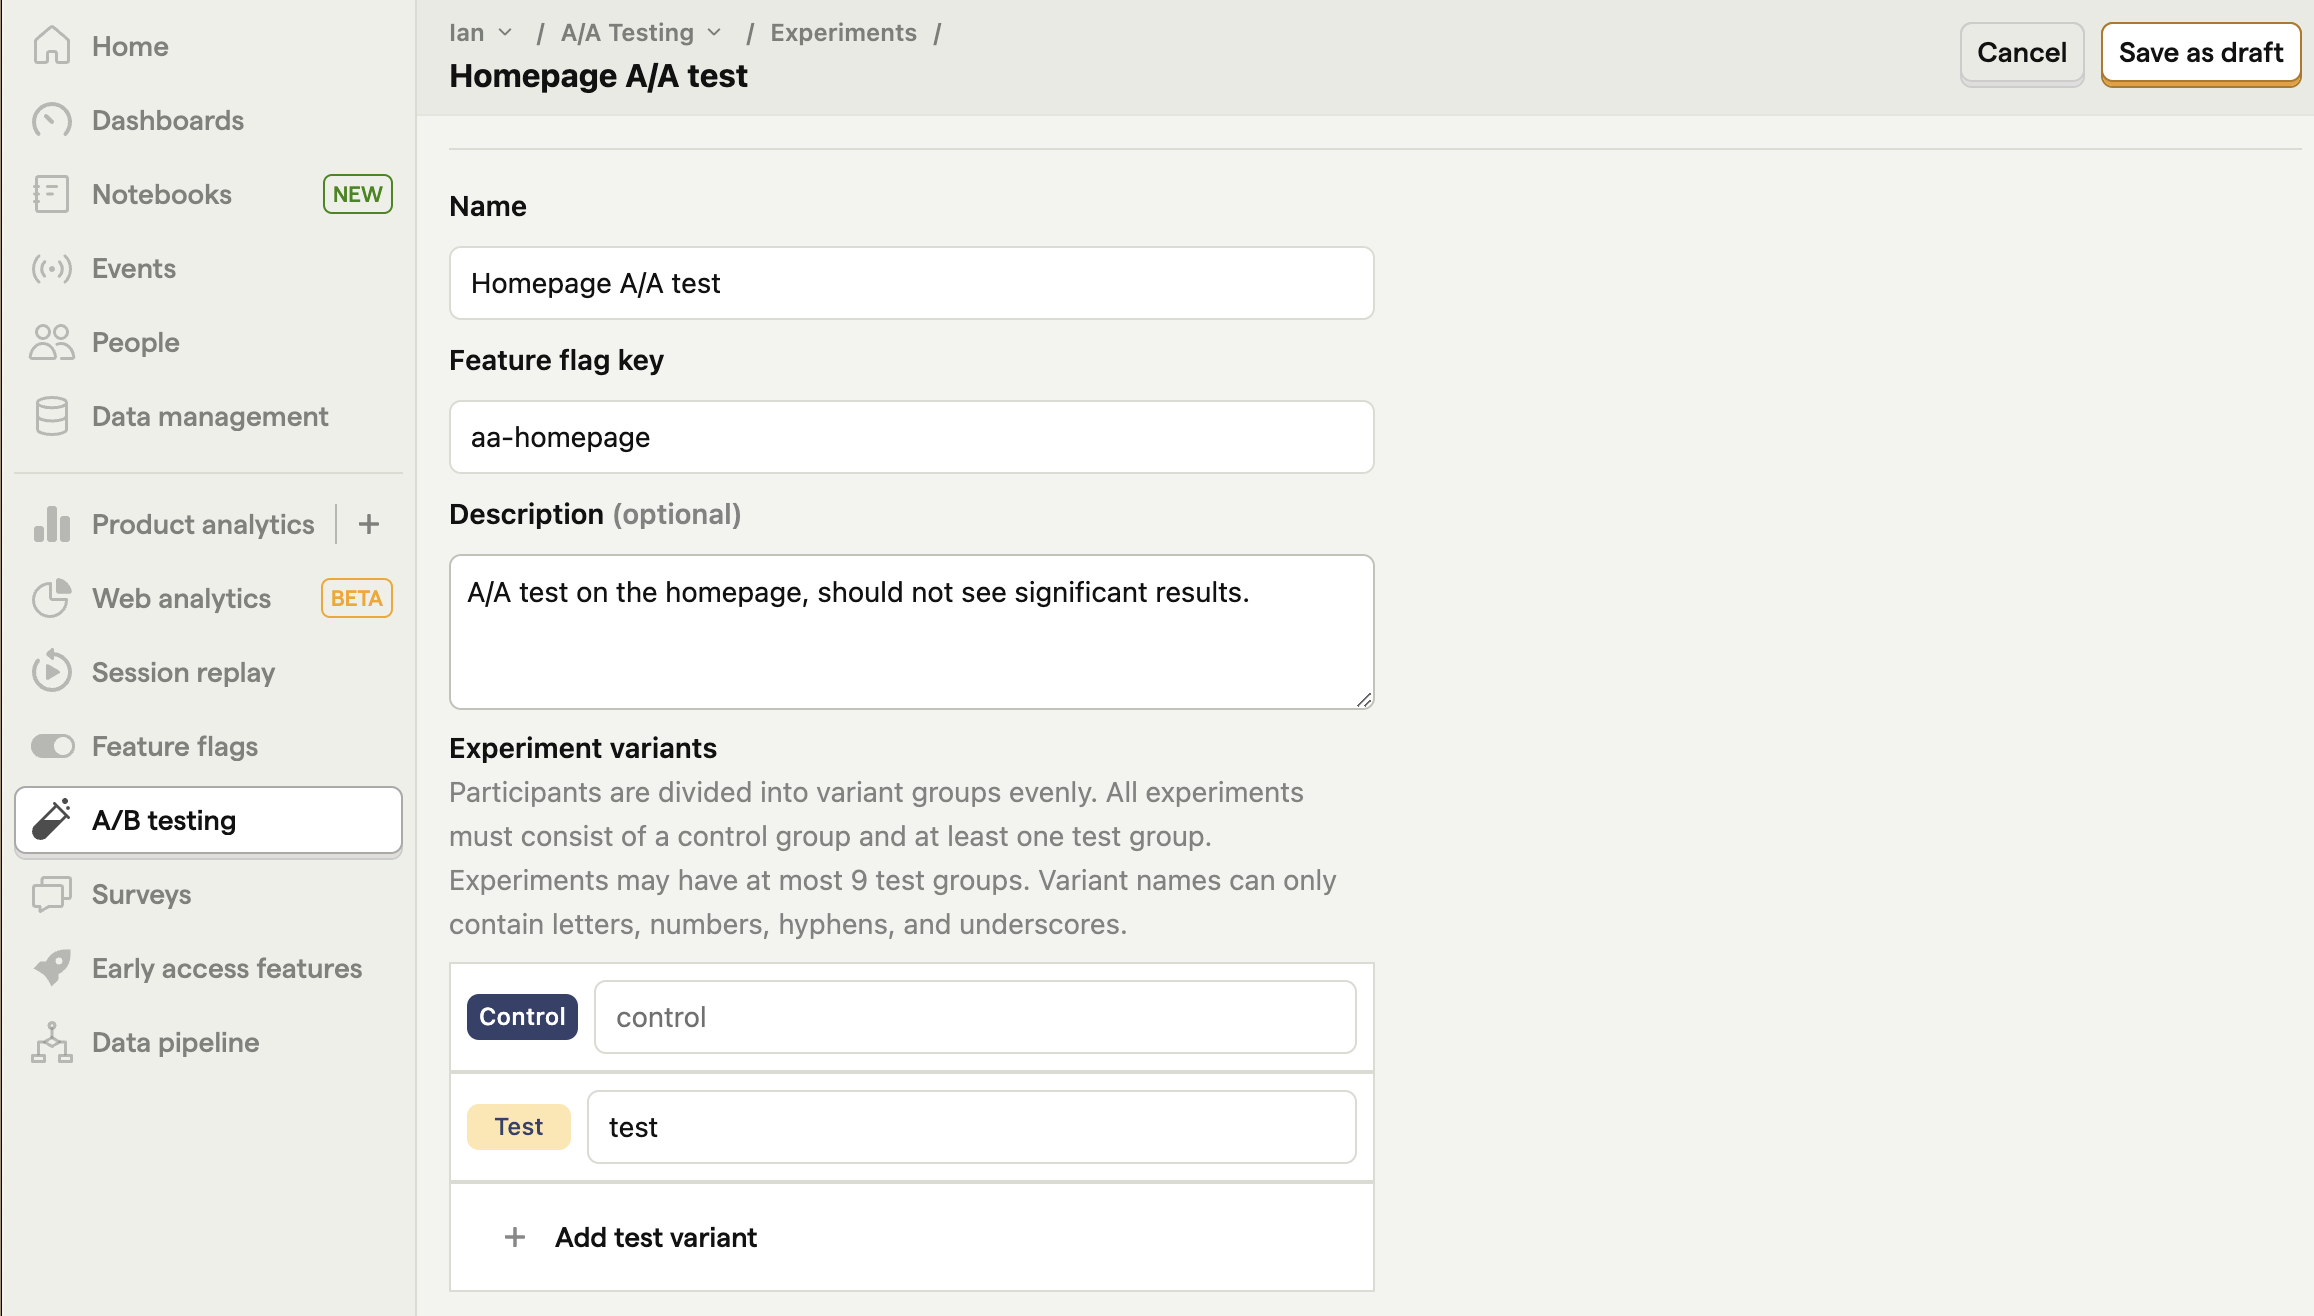 Home
Dashboards
Notebooks NEW
Events
People
Data management
Product analytics +
Web analytics BETA
Session replay
Feature flags
A/B testing
Surveys
Early access features
Data pipeline
Ian / A/A Testing / Experiments /
Homepage A/A test
Cancel
Save as draft
Name
Homepage A/A test
Feature flag key
aa-homepage
Description (optional)
A/A test on the homepage, should not see significant results.
Experiment variants
Participants are divided into variant groups evenly. All experiments
must consist of a control group and at least one test group.
Experiments may have at most 9 test groups. Variant names can only
contain letters, numbers, hyphens, and underscores.
Control control
Test test
+ Add test variant